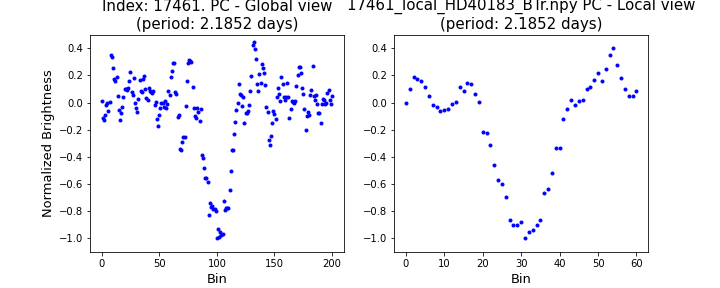 Index: 17461. PC - Global view
(period: 2.1852 days)
17461_local_HD40183_BTr.npy PC - Local view
(period: 2.1852 days)
Normalized Brightness
0.4
0.2
0.0
−0.2
−0.4
−0.6
−0.8
−1.0
0 50 100 150 200
Bin
0.4
0.2
0.0
−0.2
−0.4
−0.6
−0.8
−1.0
0 10 20 30 40 50 60
Bin